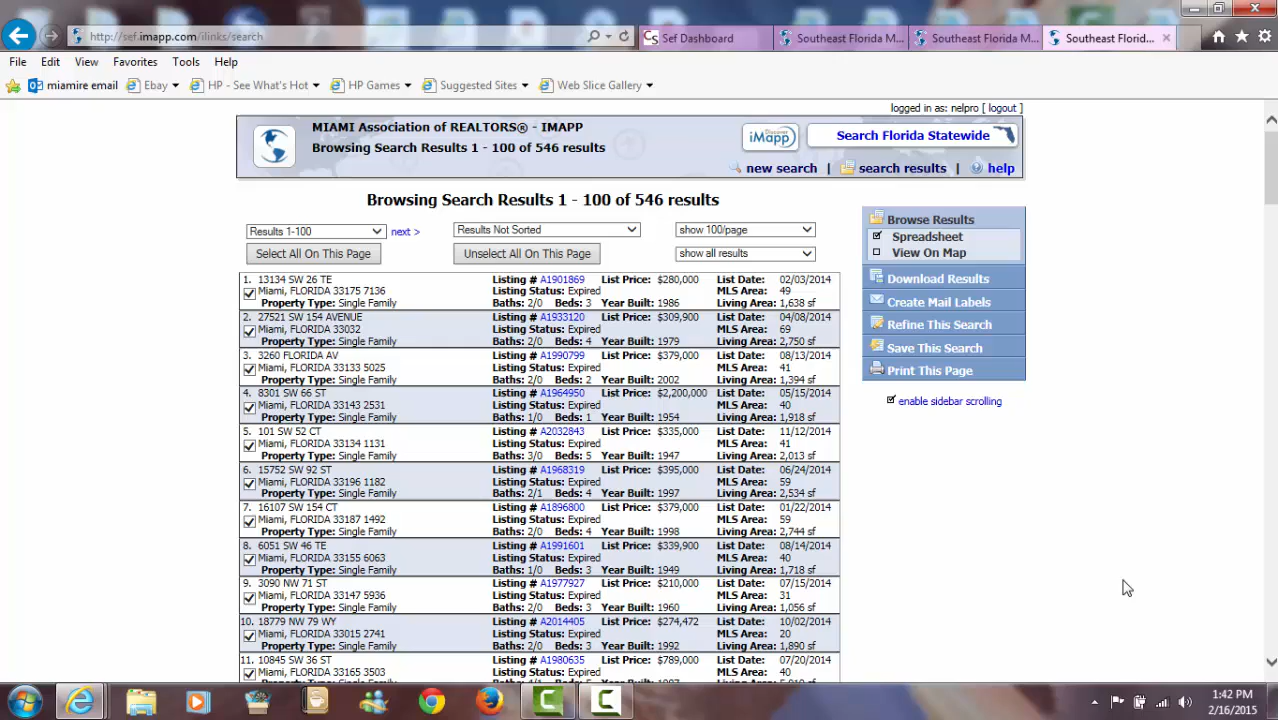 http://sef.imapp.com/ilinks/search
Sef Dashboard
Southeast Florida M...
Southeast Florida M...
Southeast Florid...
File Edit View Favorites Tools Help
miamire email Ebay HP - See What's Hot HP Games Suggested Sites Web Slice Gallery
logged in as: nelpro [ logout ]
MIAMI Association of REALTORS® - IMAPP
Browsing Search Results 1 - 100 of 546 results
Discover iMapp
Search Florida Statewide
new search | search results | help
Browsing Search Results 1 - 100 of 546 results
Results 1-100 next > Results Not Sorted show 100/page
Select All On This Page Unselect All On This Page show all results
1. 13134 SW 26 TE Listing # A1901869 List Price: $280,000 List Date: 02/03/2014
Miami, FLORIDA 33175 7136 Listing Status: Expired MLS Area: 49
Property Type: Single Family Baths: 2/0 Beds: 3 Year Built: 1986 Living Area: 1,638 sf
2. 27521 SW 154 AVENUE Listing # A1933120 List Price: $309,900 List Date: 04/08/2014
Miami, FLORIDA 33032 Listing Status: Expired MLS Area: 69
Property Type: Single Family Baths: 2/0 Beds: 4 Year Built: 1979 Living Area: 2,750 sf
3. 3260 FLORIDA AV Listing # A1990799 List Price: $379,000 List Date: 08/13/2014
Miami, FLORIDA 33133 5025 Listing Status: Expired MLS Area: 41
Property Type: Single Family Baths: 2/0 Beds: 2 Year Built: 2002 Living Area: 1,394 sf
4. 8301 SW 66 ST Listing # A1964950 List Price: $2,200,000 List Date: 05/15/2014
Miami, FLORIDA 33143 2531 Listing Status: Expired MLS Area: 40
Property Type: Single Family Baths: 1/0 Beds: 1 Year Built: 1954 Living Area: 1,918 sf
5. 101 SW 52 CT Listing # A2032843 List Price: $335,000 List Date: 11/12/2014
Miami, FLORIDA 33134 1131 Listing Status: Expired MLS Area: 41
Property Type: Single Family Baths: 3/0 Beds: 5 Year Built: 1947 Living Area: 2,013 sf
6. 15752 SW 92 ST Listing # A1968319 List Price: $395,000 List Date: 06/24/2014
Miami, FLORIDA 33196 1182 Listing Status: Expired MLS Area: 59
Property Type: Single Family Baths: 2/1 Beds: 4 Year Built: 1997 Living Area: 2,534 sf
7. 16107 SW 154 CT Listing # A1896800 List Price: $379,000 List Date: 01/22/2014
Miami, FLORIDA 33187 1492 Listing Status: Expired MLS Area: 59
Property Type: Single Family Baths: 2/0 Beds: 4 Year Built: 1998 Living Area: 2,744 sf
8. 6051 SW 46 TE Listing # A1991601 List Price: $339,900 List Date: 08/14/2014
Miami, FLORIDA 33155 6063 Listing Status: Expired MLS Area: 40
Property Type: Single Family Baths: 2/0 Beds: 3 Year Built: 1949 Living Area: 1,718 sf
9. 3090 NW 71 ST Listing # A1977927 List Price: $210,000 List Date: 07/15/2014
Miami, FLORIDA 33147 5936 Listing Status: Expired MLS Area: 31
Property Type: Single Family Baths: 2/0 Beds: 3 Year Built: 1960 Living Area: 1,056 sf
10. 18779 NW 79 WY Listing # A2014405 List Price: $274,472 List Date: 10/02/2014
Miami, FLORIDA 33015 2741 Listing Status: Expired MLS Area: 20
Property Type: Single Family Baths: 2/0 Beds: 3 Year Built: 1992 Living Area: 1,890 sf
11. 10845 SW 36 ST Listing # A1980635 List Price: $789,000 List Date: 07/20/2014
Miami, FLORIDA 33165 3503 Listing Status: Expired MLS Area: 40
Browse Results
Spreadsheet
View On Map
Download Results
Create Mail Labels
Refine This Search
Save This Search
Print This Page
enable sidebar scrolling
1:42 PM
2/16/2015